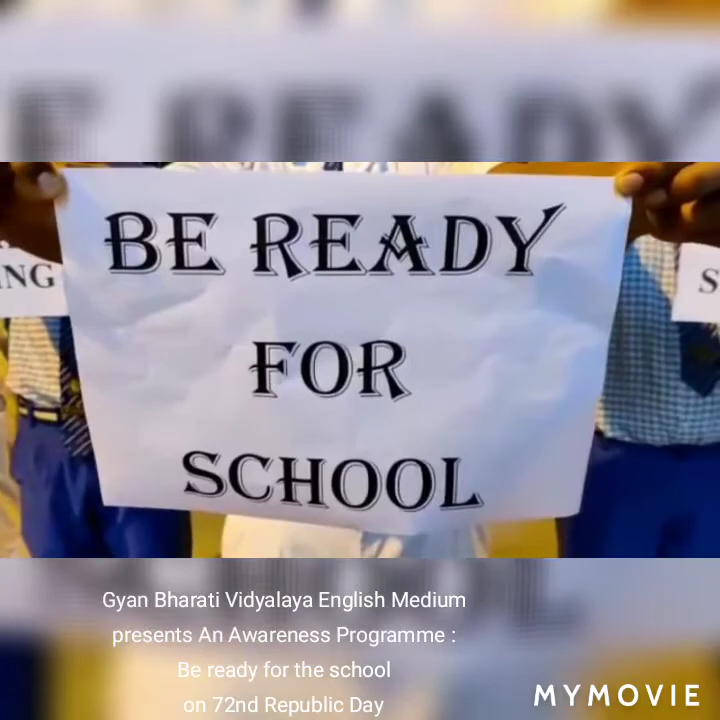 BE READY
FOR
SCHOOL
NG
S
Gyan Bharati Vidyalaya English Medium
presents An Awareness Programme :
Be ready for the school
on 72nd Republic Day
MYMOVIE